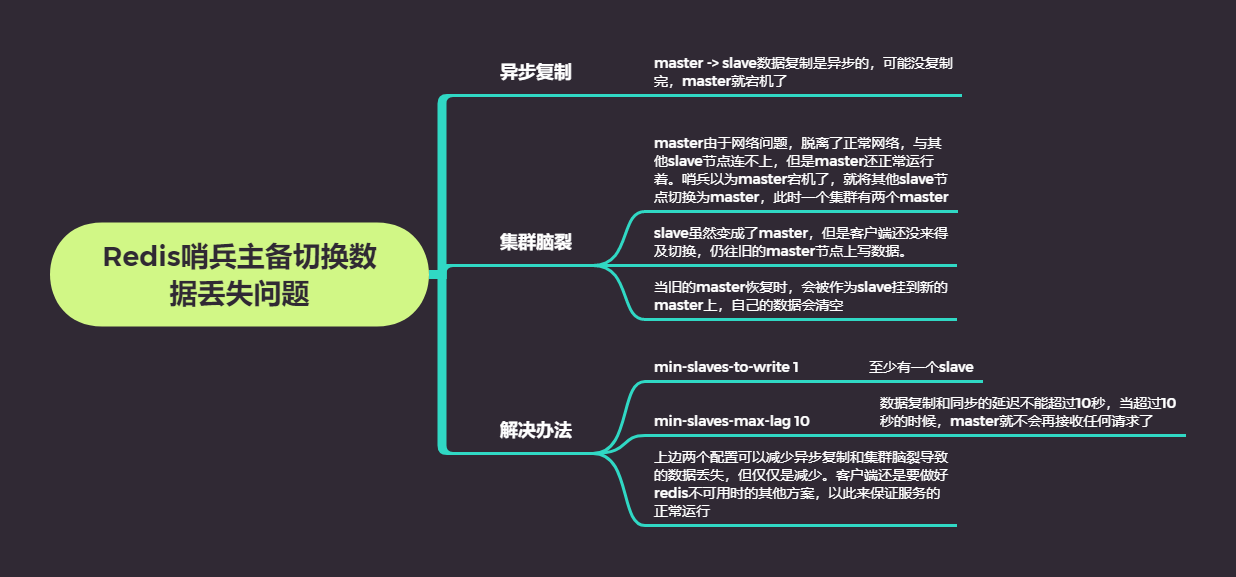 Redis哨兵主备切换数
据丢失问题
异步复制
master -> slave数据复制是异步的，可能没复制
完，master就宕机了
集群脑裂
master由于网络问题，脱离了正常网络，与其
他slave节点连不上，但是master还正常运行
着。哨兵以为master宕机了，就将其他slave节
点切换为master，此时一个集群有两个master
slave虽然变成了master，但是客户端还没来得
及切换，仍往旧的master节点上写数据。
当旧的master恢复时，会被作为slave挂到新的
master上，自己的数据会清空
解决办法
min-slaves-to-write 1
至少有一个slave
min-slaves-max-lag 10
数据复制和同步的延迟不能超过10秒，当超过10
秒的时候，master就不会再接收任何请求了
上边两个配置可以减少异步复制和集群脑裂导致
的数据丢失，但仅仅是减少。客户端还是要做好
redis不可用时的其他方案，以此来保证服务的
正常运行